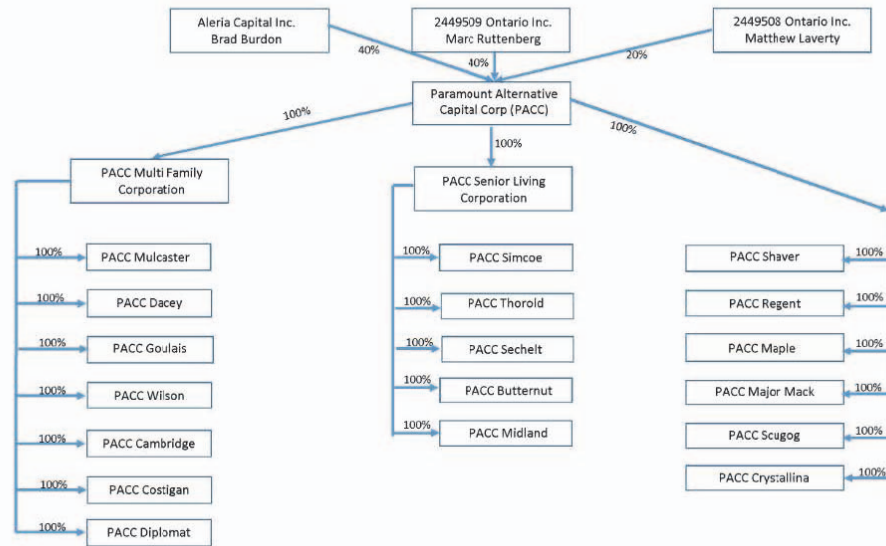 Aleria Capital Inc.
Brad Burdon
2449509 Ontario Inc.
Marc Ruttenberg
2449508 Ontario Inc.
Matthew Laverty
40%
40%
20%
Paramount Alternative
Capital Corp (PACC)
100%
100%
100%
PACC Multi Family
Corporation
PACC Senior Living
Corporation
100%
PACC Mulcaster
100%
PACC Dacey
100%
PACC Goulais
100%
PACC Wilson
100%
PACC Cambridge
100%
PACC Costigan
100%
PACC Diplomat
100%
PACC Simcoe
100%
PACC Thorold
100%
PACC Sechelt
100%
PACC Butternut
100%
PACC Midland
PACC Shaver
100%
PACC Regent
100%
PACC Maple
100%
PACC Major Mack
100%
PACC Scugog
100%
PACC Crystallina
100%